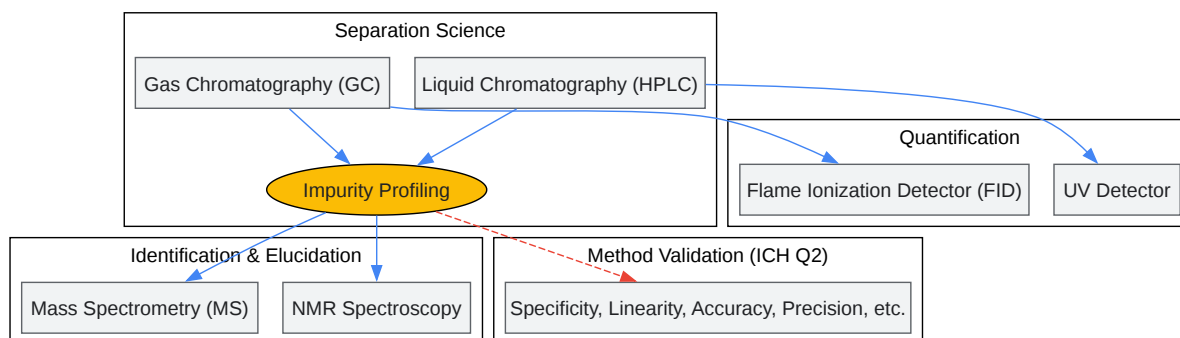 Separation Science
Gas Chromatography (GC)
Liquid Chromatography (HPLC)
Impurity Profiling
Quantification
Flame Ionization Detector (FID)
UV Detector
Identification & Elucidation
Mass Spectrometry (MS)
NMR Spectroscopy
Method Validation (ICH Q2)
Specificity, Linearity, Accuracy, Precision, etc.